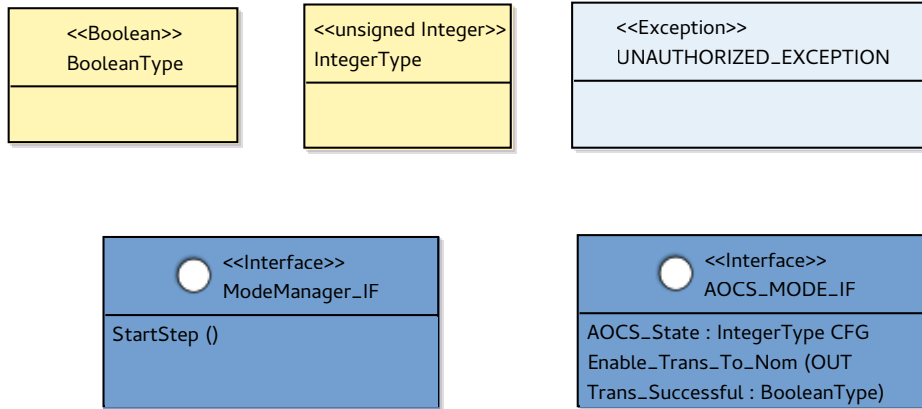 <<Boolean>>
BooleanType
<<unsigned Integer>>
IntegerType
<<Exception>>
UNAUTHORIZED_EXCEPTION
<<Interface>>
ModeManager_IF
StartStep ()
<<Interface>>
AOCS_MODE_IF
AOCS_State : IntegerType CFG
Enable_Trans_To_Nom (OUT
Trans_Successful : BooleanType)